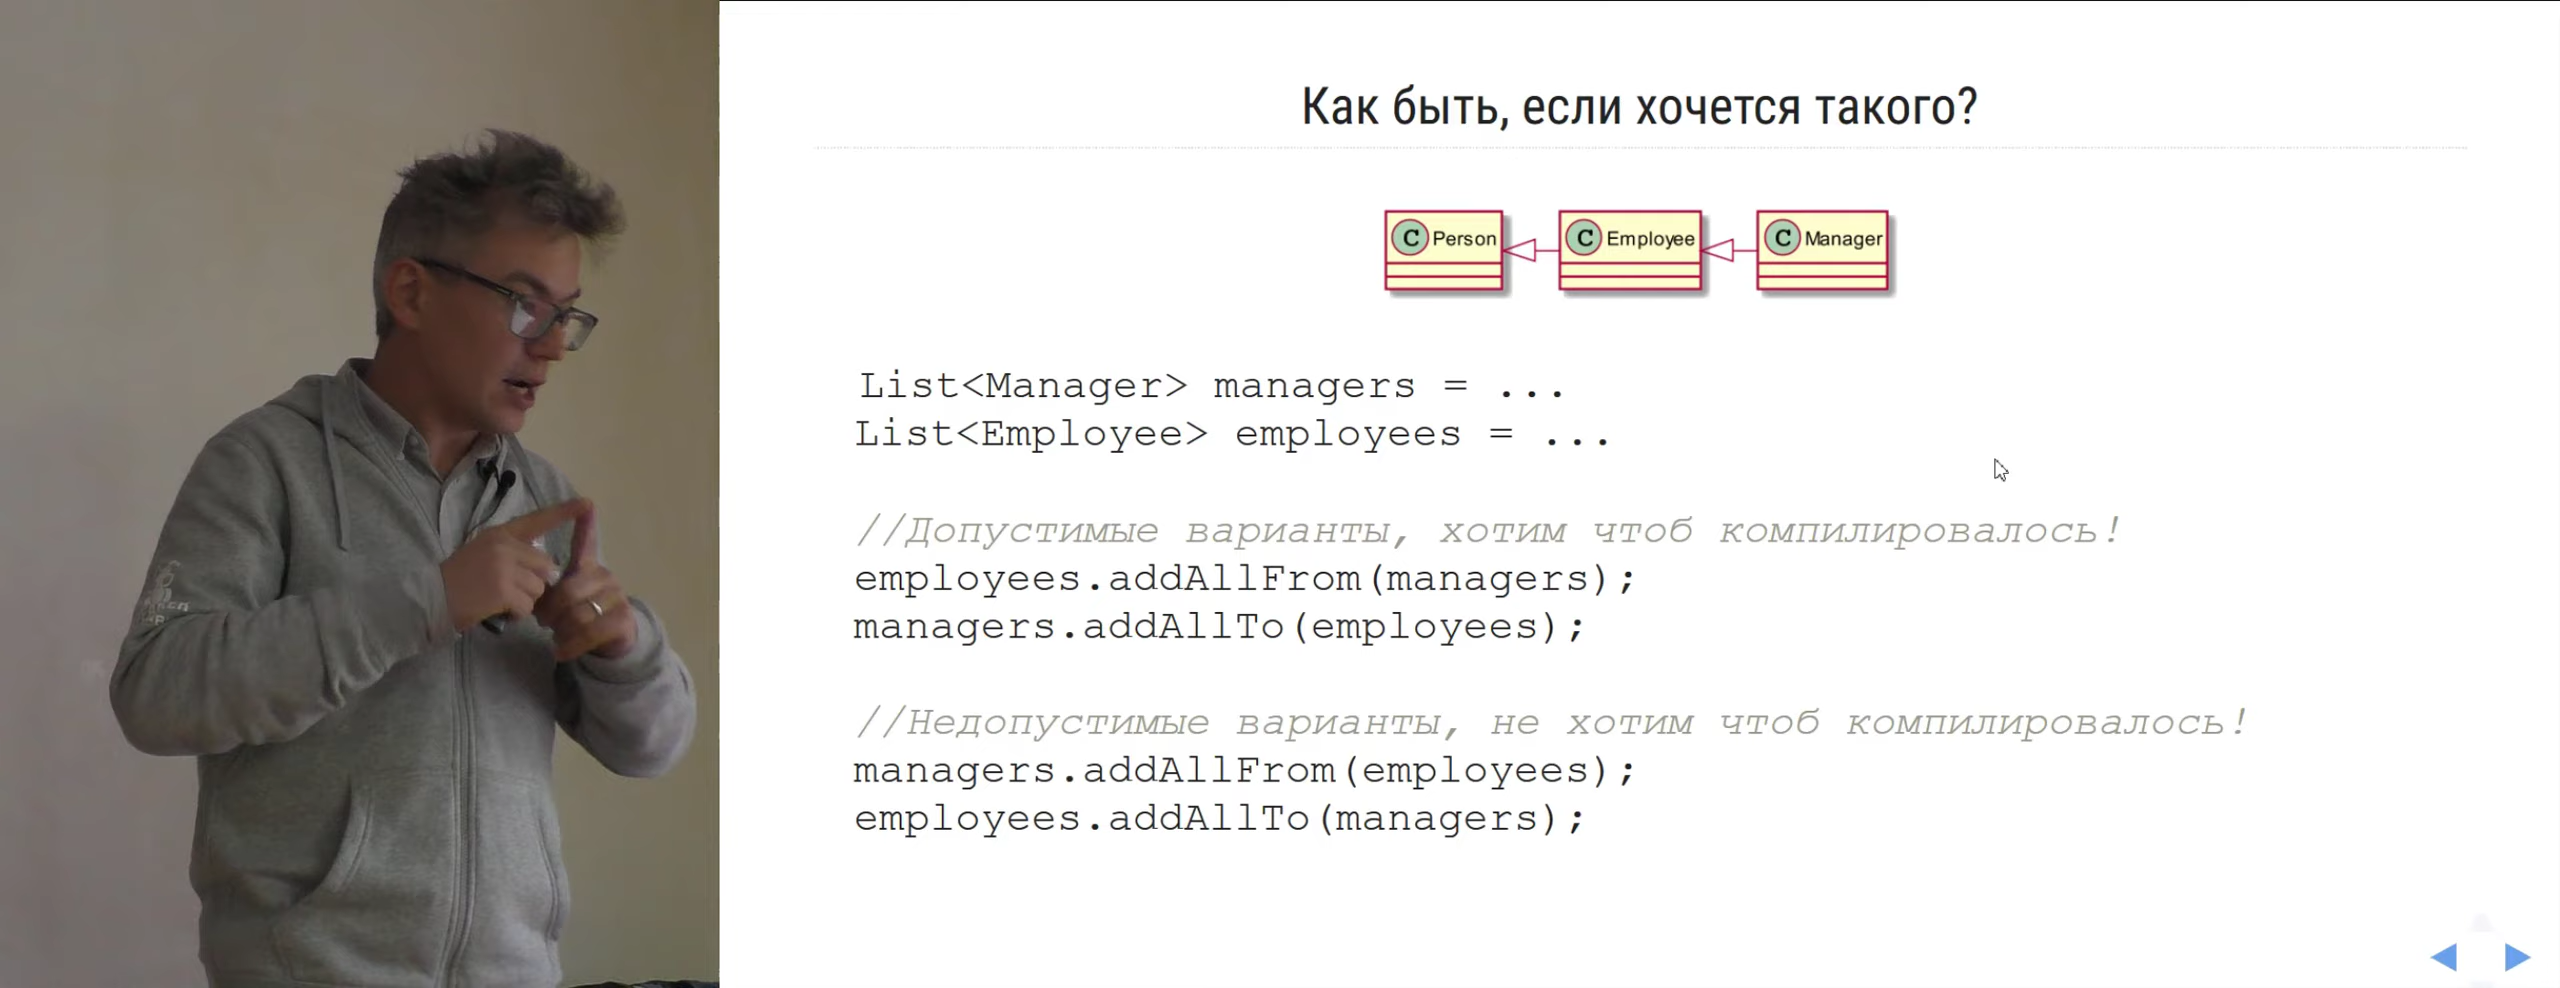 Как быть, если хочется такого?
C Person
C Employee
C Manager
List<Manager> managers = ...
List<Employee> employees = ...
//Допустимые варианты, хотим чтоб компилировалось!
employees.addAllFrom(managers);
managers.addAllTo(employees);
//Недопустимые варианты, не хотим чтоб компилировалось!
managers.addAllFrom(employees);
employees.addAllTo(managers);